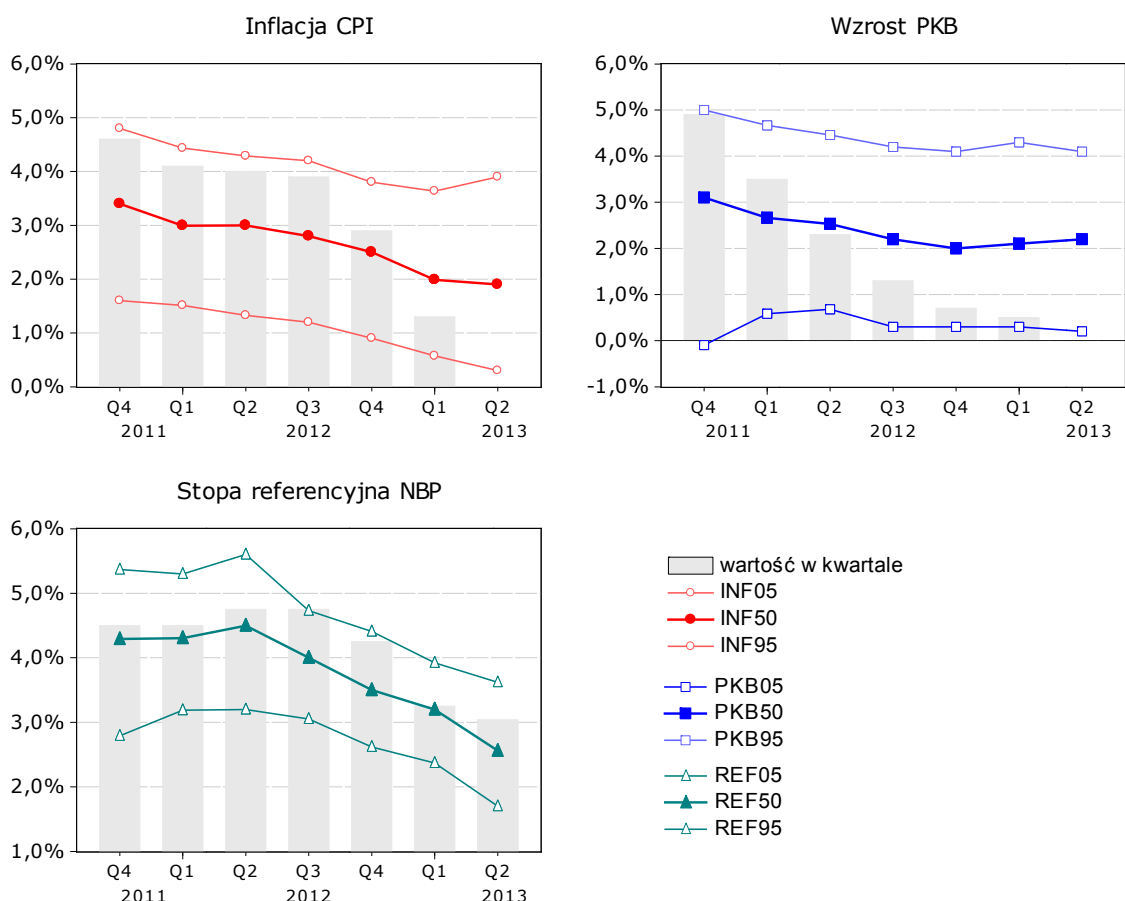 Inflacja CPI
6,0%
5,0%
4,0%
3,0%
2,0%
1,0%
0,0%
Q4 Q1 Q2 Q3 Q4 Q1 Q2
2011 2012 2013
Wzrost PKB
6,0%
5,0%
4,0%
3,0%
2,0%
1,0%
0,0%
-1,0%
Q4 Q1 Q2 Q3 Q4 Q1 Q2
2011 2012 2013
Stopa referencyjna NBP
6,0%
5,0%
4,0%
3,0%
2,0%
1,0%
Q4 Q1 Q2 Q3 Q4 Q1 Q2
2011 2012 2013
wartość w kwartale
INF05
INF50
INF95
PKB05
PKB50
PKB95
REF05
REF50
REF95